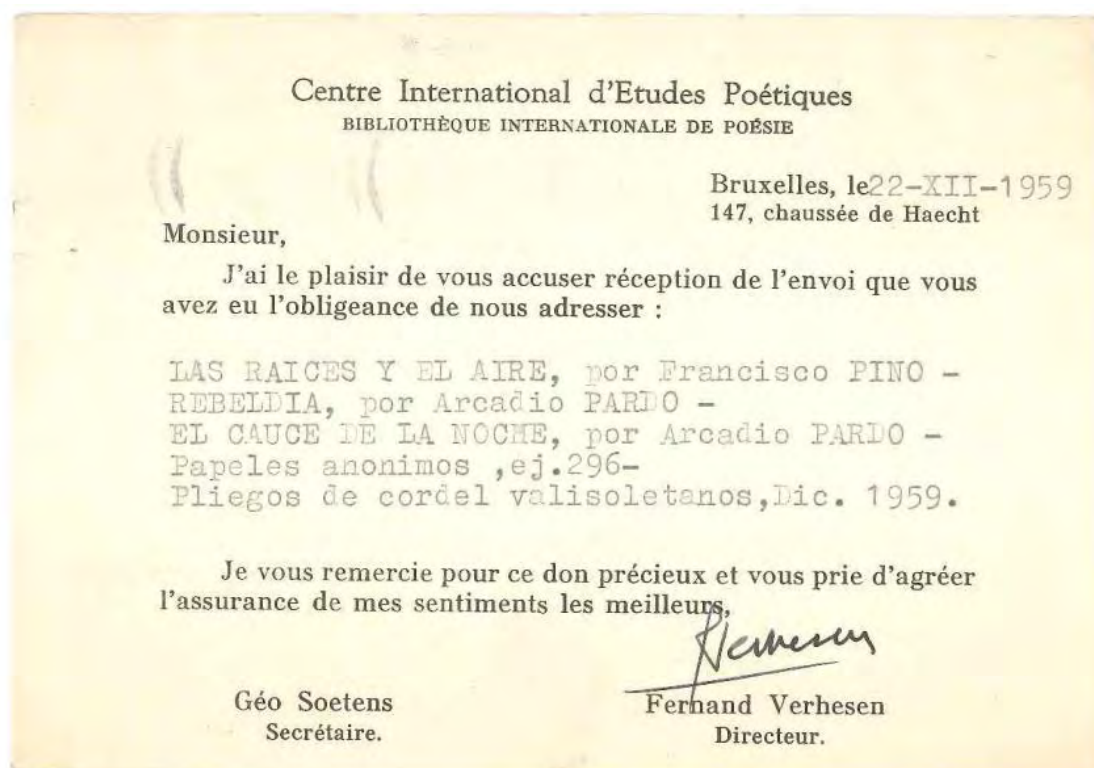 Centre International d'Etudes Poétiques
BIBLIOTHÈQUE INTERNATIONALE DE POÉSIE
Bruxelles, le 22-XII-1959
147, chaussée de Haecht
Monsieur,
J'ai le plaisir de vous accuser réception de l'envoi que vous
avez eu l'obligeance de nous adresser :
LAS RAICES Y EL AIRE, por Francisco PINO -
REBELDIA, por Arcadio PARDO -
EL CAUCE DE LA NOCHE, por Arcadio PARDO -
Papeles anonimos ,ej.296-
Pliegos de cordel valisoletanos,Dic. 1959.
Je vous remercie pour ce don précieux et vous prie d'agréer
l'assurance de mes sentiments les meilleurs,
Verhesen
Géo Soetens
Secrétaire.
Fernand Verhesen
Directeur.